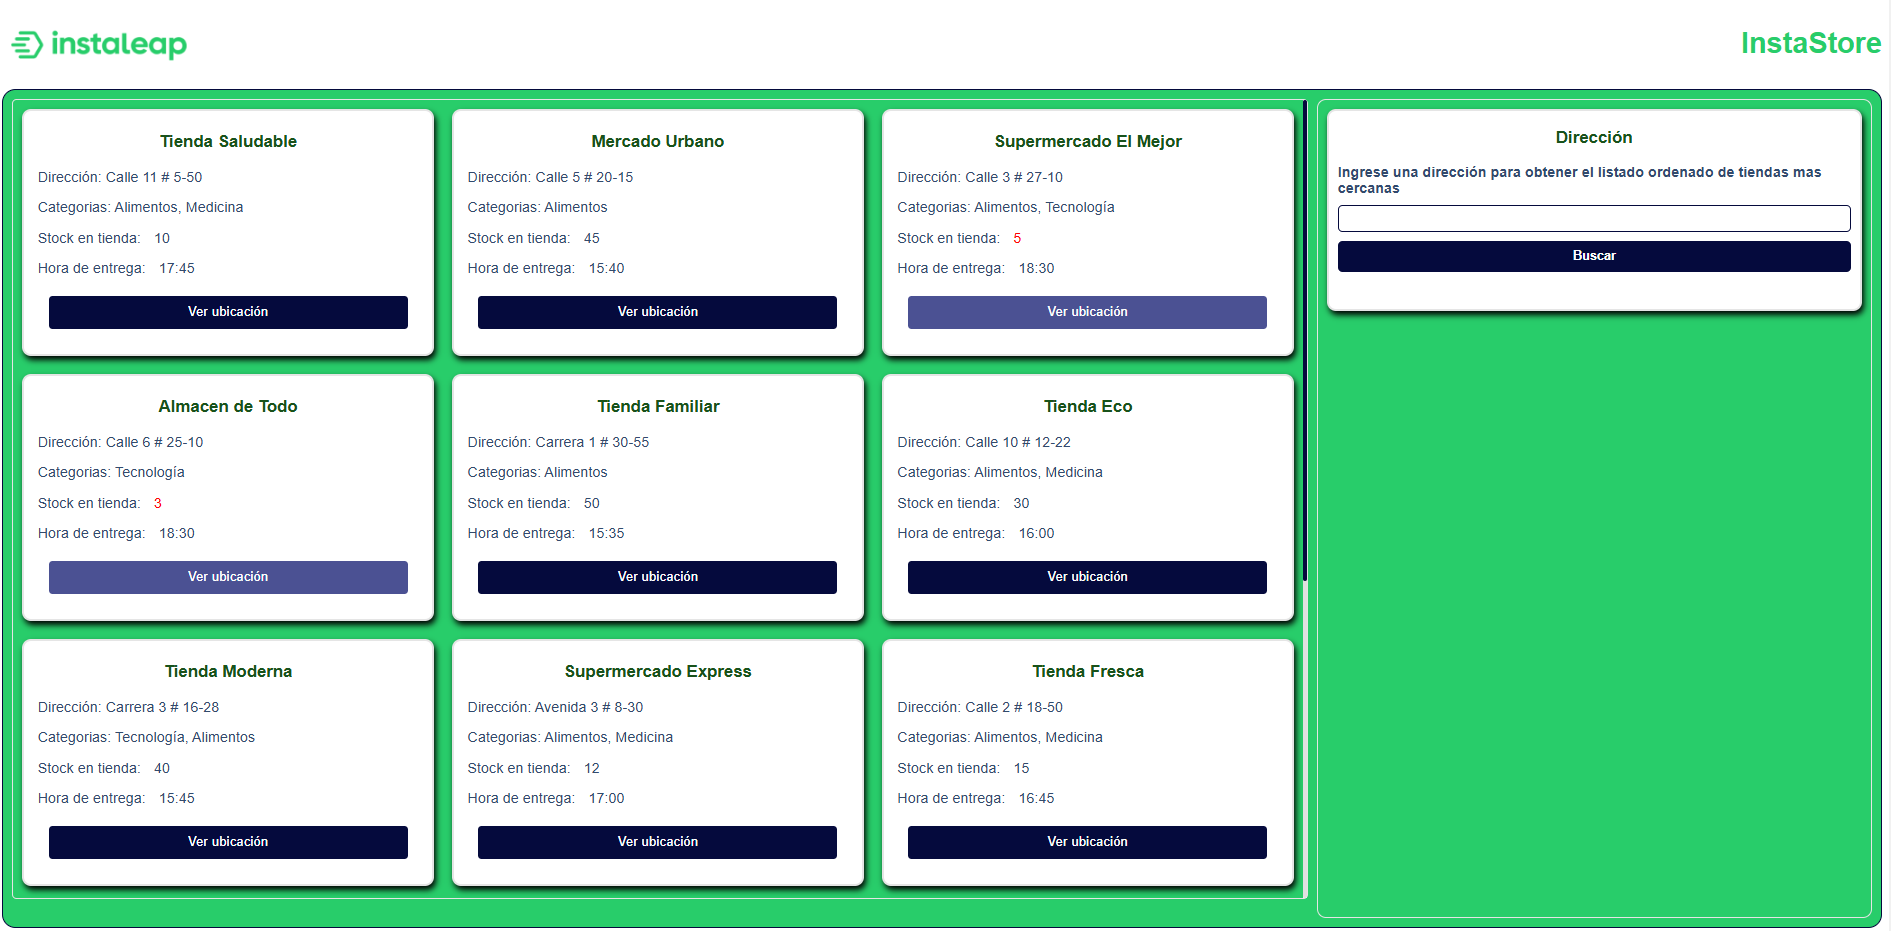 instaleap
InstaStore
Tienda Saludable
Dirección: Calle 11 # 5-50
Categorias: Alimentos, Medicina
Stock en tienda: 10
Hora de entrega: 17:45
Ver ubicación
Mercado Urbano
Dirección: Calle 5 # 20-15
Categorias: Alimentos
Stock en tienda: 45
Hora de entrega: 15:40
Ver ubicación
Supermercado El Mejor
Dirección: Calle 3 # 27-10
Categorias: Alimentos, Tecnología
Stock en tienda: 5
Hora de entrega: 18:30
Ver ubicación
Almacen de Todo
Dirección: Calle 6 # 25-10
Categorias: Tecnología
Stock en tienda: 3
Hora de entrega: 18:30
Ver ubicación
Tienda Familiar
Dirección: Carrera 1 # 30-55
Categorias: Alimentos
Stock en tienda: 50
Hora de entrega: 15:35
Ver ubicación
Tienda Eco
Dirección: Calle 10 # 12-22
Categorias: Alimentos, Medicina
Stock en tienda: 30
Hora de entrega: 16:00
Ver ubicación
Tienda Moderna
Dirección: Carrera 3 # 16-28
Categorias: Tecnología, Alimentos
Stock en tienda: 40
Hora de entrega: 15:45
Ver ubicación
Supermercado Express
Dirección: Avenida 3 # 8-30
Categorias: Alimentos, Medicina
Stock en tienda: 12
Hora de entrega: 17:00
Ver ubicación
Tienda Fresca
Dirección: Calle 2 # 18-50
Categorias: Alimentos, Medicina
Stock en tienda: 15
Hora de entrega: 16:45
Ver ubicación
Dirección
Ingrese una dirección para obtener el listado ordenado de tiendas mas
cercanas
Buscar